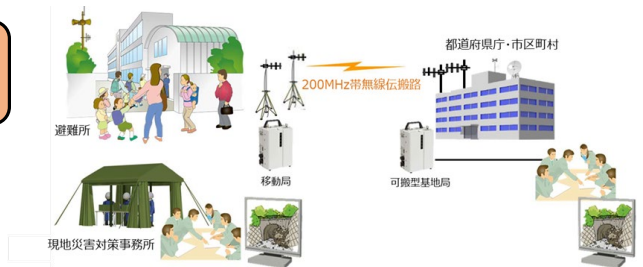 都道府県庁・市区町村
200MHz帯無線伝搬路
避難所
移動局
可搬型基地局
現地災害対策事務所